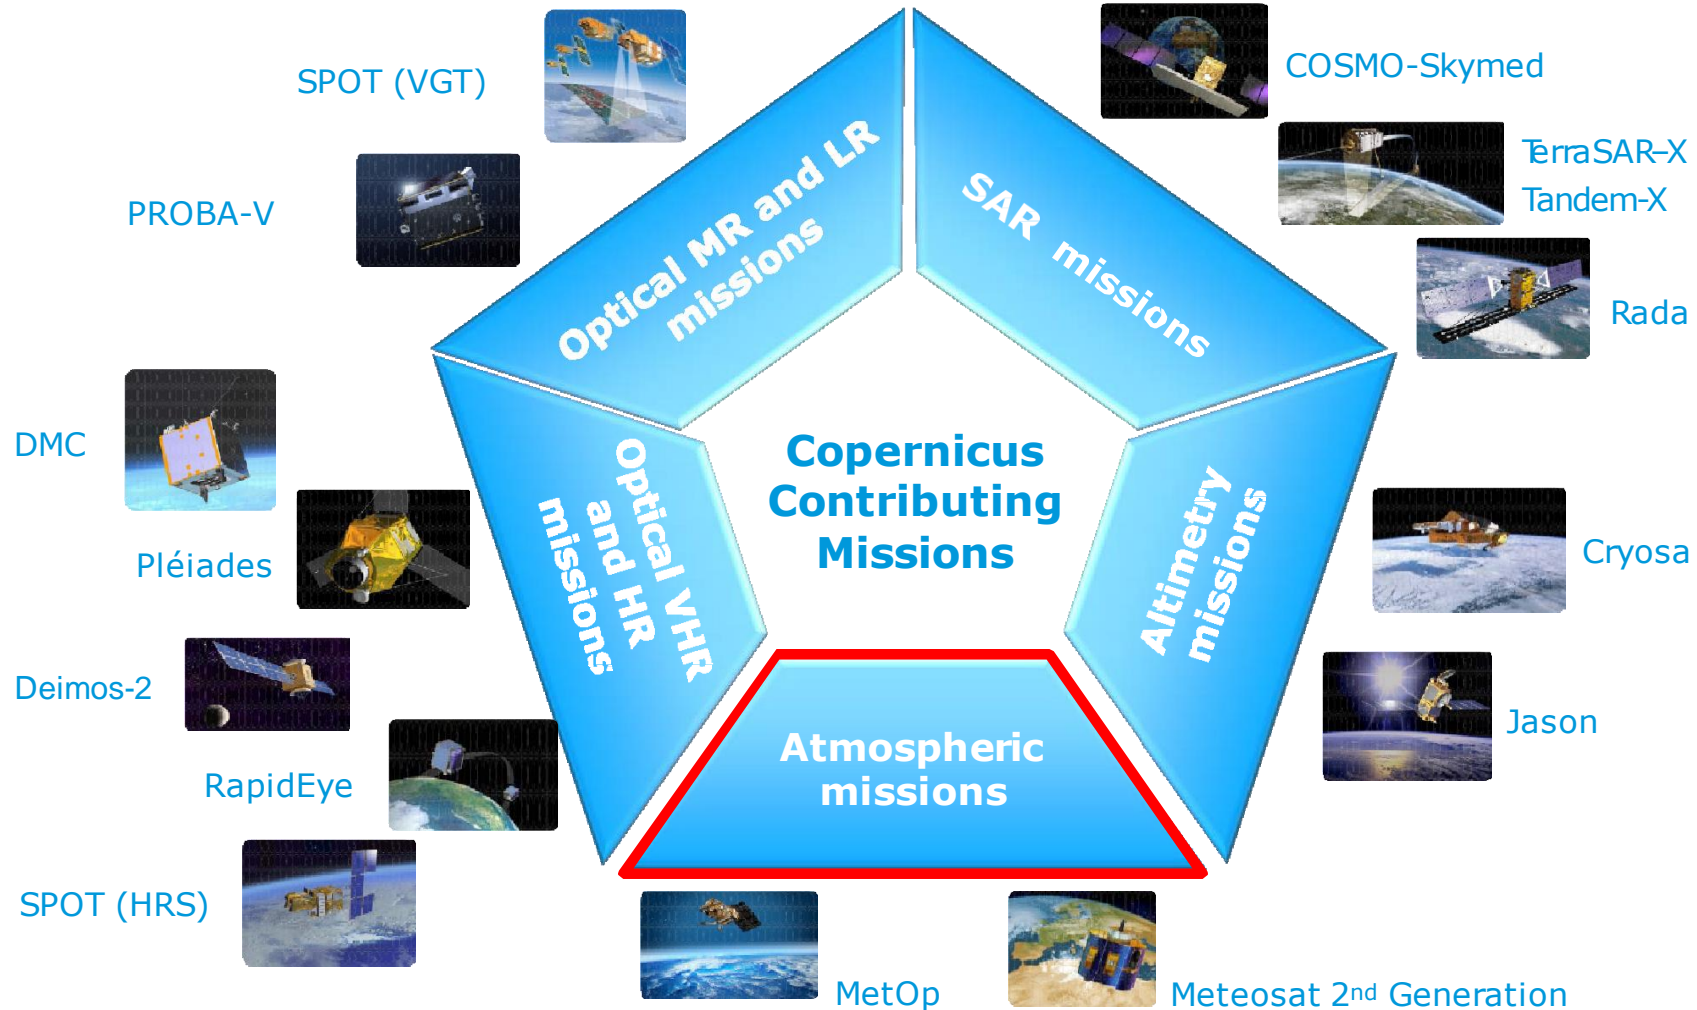 SPOT (VGT)
COSMO-Skymed
TerraSAR-X
Tandem-X
PROBA-V
Rada
Optical MR and LR
missions
SAR missions
DMC
Pléiades
Deimos-2
RapidEye
SPOT (HRS)
Optical VHR
and HR
missions
Copernicus
Contributing
Missions
Altimetry
missions
Cryosa
Jason
Atmospheric
missions
MetOp
Meteosat 2nd Generation